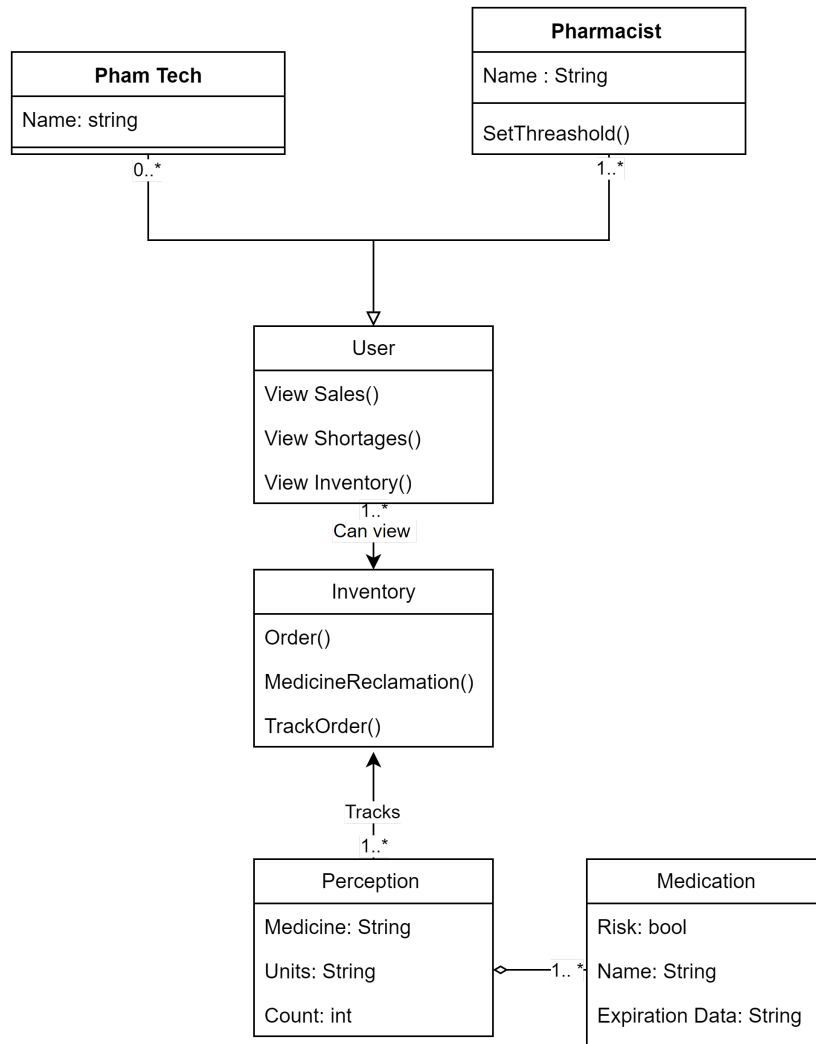 Pham Tech
Name: string
0..*
Pharmacist
Name : String
SetThreashold()
1..*
User
View Sales()
View Shortages()
View Inventory()
1..*
Can view
Inventory
Order()
MedicineReclamation()
TrackOrder()
Tracks
1..*
Perception
Medicine: String
Units: String
Count: int
1.. *
Medication
Risk: bool
Name: String
Expiration Data: String